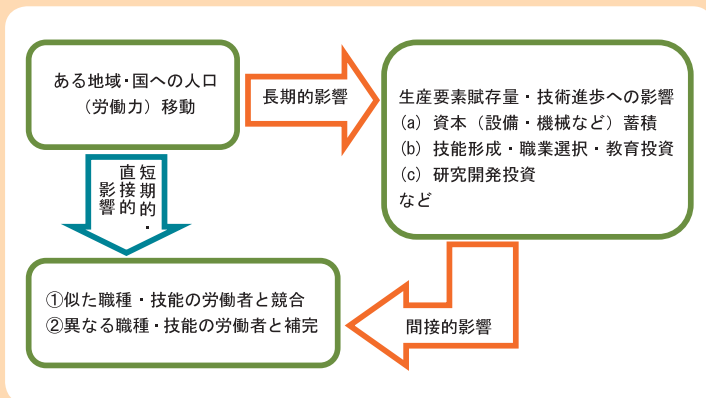 ある地域・国への人口
（労働力）移動
長期的影響
生産要素賦存量・技術進歩への影響
(a) 資本（設備・機械など）蓄積
(b) 技能形成・職業選択・教育投資
(c) 研究開発投資
など
短期的・
直接的
影響
①似た職種・技能の労働者と競合
②異なる職種・技能の労働者と補完
間接的影響